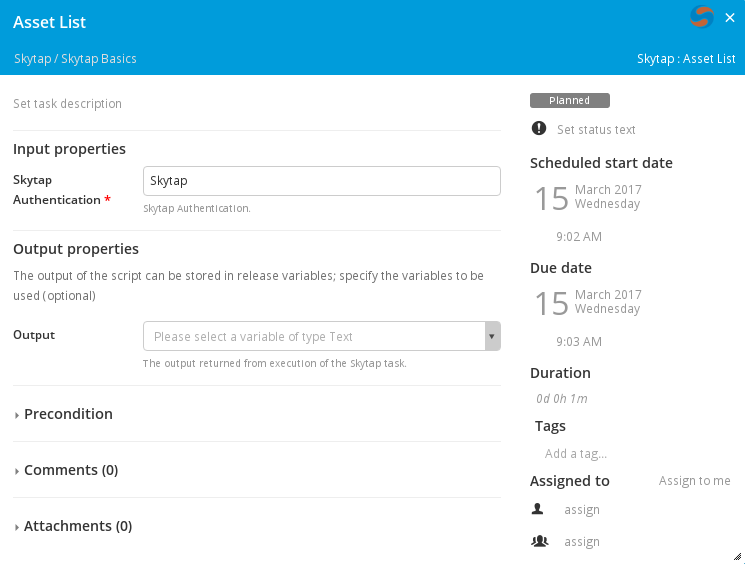 Asset List
×
Skytap / Skytap Basics
Skytap : Asset List
Set task description
Input properties
Skytap
Authentication *
Skytap
Skytap Authentication.
Output properties
The output of the script can be stored in release variables; specify the variables to be
used (optional)
Output
Please select a variable of type Text
The output returned from execution of the Skytap task.
Precondition
Comments (0)
Attachments (0)
Planned
Set status text
Scheduled start date
15
March 2017
Wednesday
9:02 AM
Due date
15
March 2017
Wednesday
9:03 AM
Duration
0d 0h 1m
Tags
Add a tag...
Assigned to
Assign to me
assign
assign